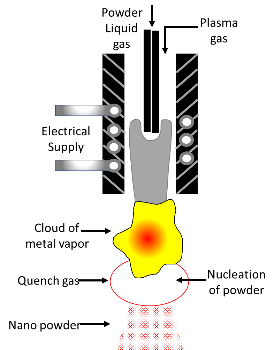 Powder
Liquid
gas
Plasma
gas
Electrical
Supply
Cloud of
metal vapor
Quench gas
Nucleation
of powder
Nano powder